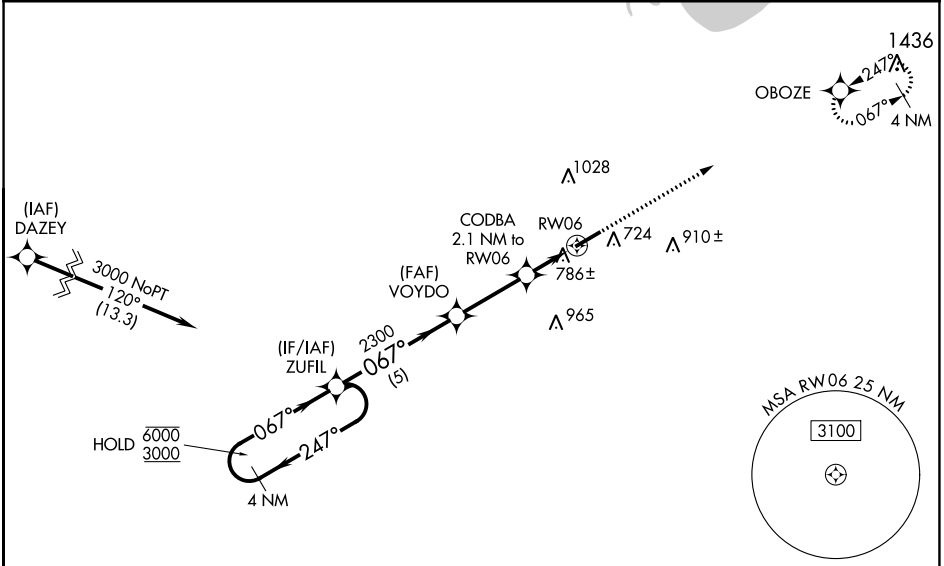 1436
247°
OBOZE
067°
4 NM
1028
(IAF)
DAZEY
CODBA
2.1 NM to
RW06
RW06
724
910±
3000 NoPT
120°
(13.3)
(FAF)
VOYDO
786±
965
(IF/IAF)
ZUFIL
2300
067°
(5)
MSA RW06 25 NM
3100
067°
HOLD 6000
3000
247°
4 NM